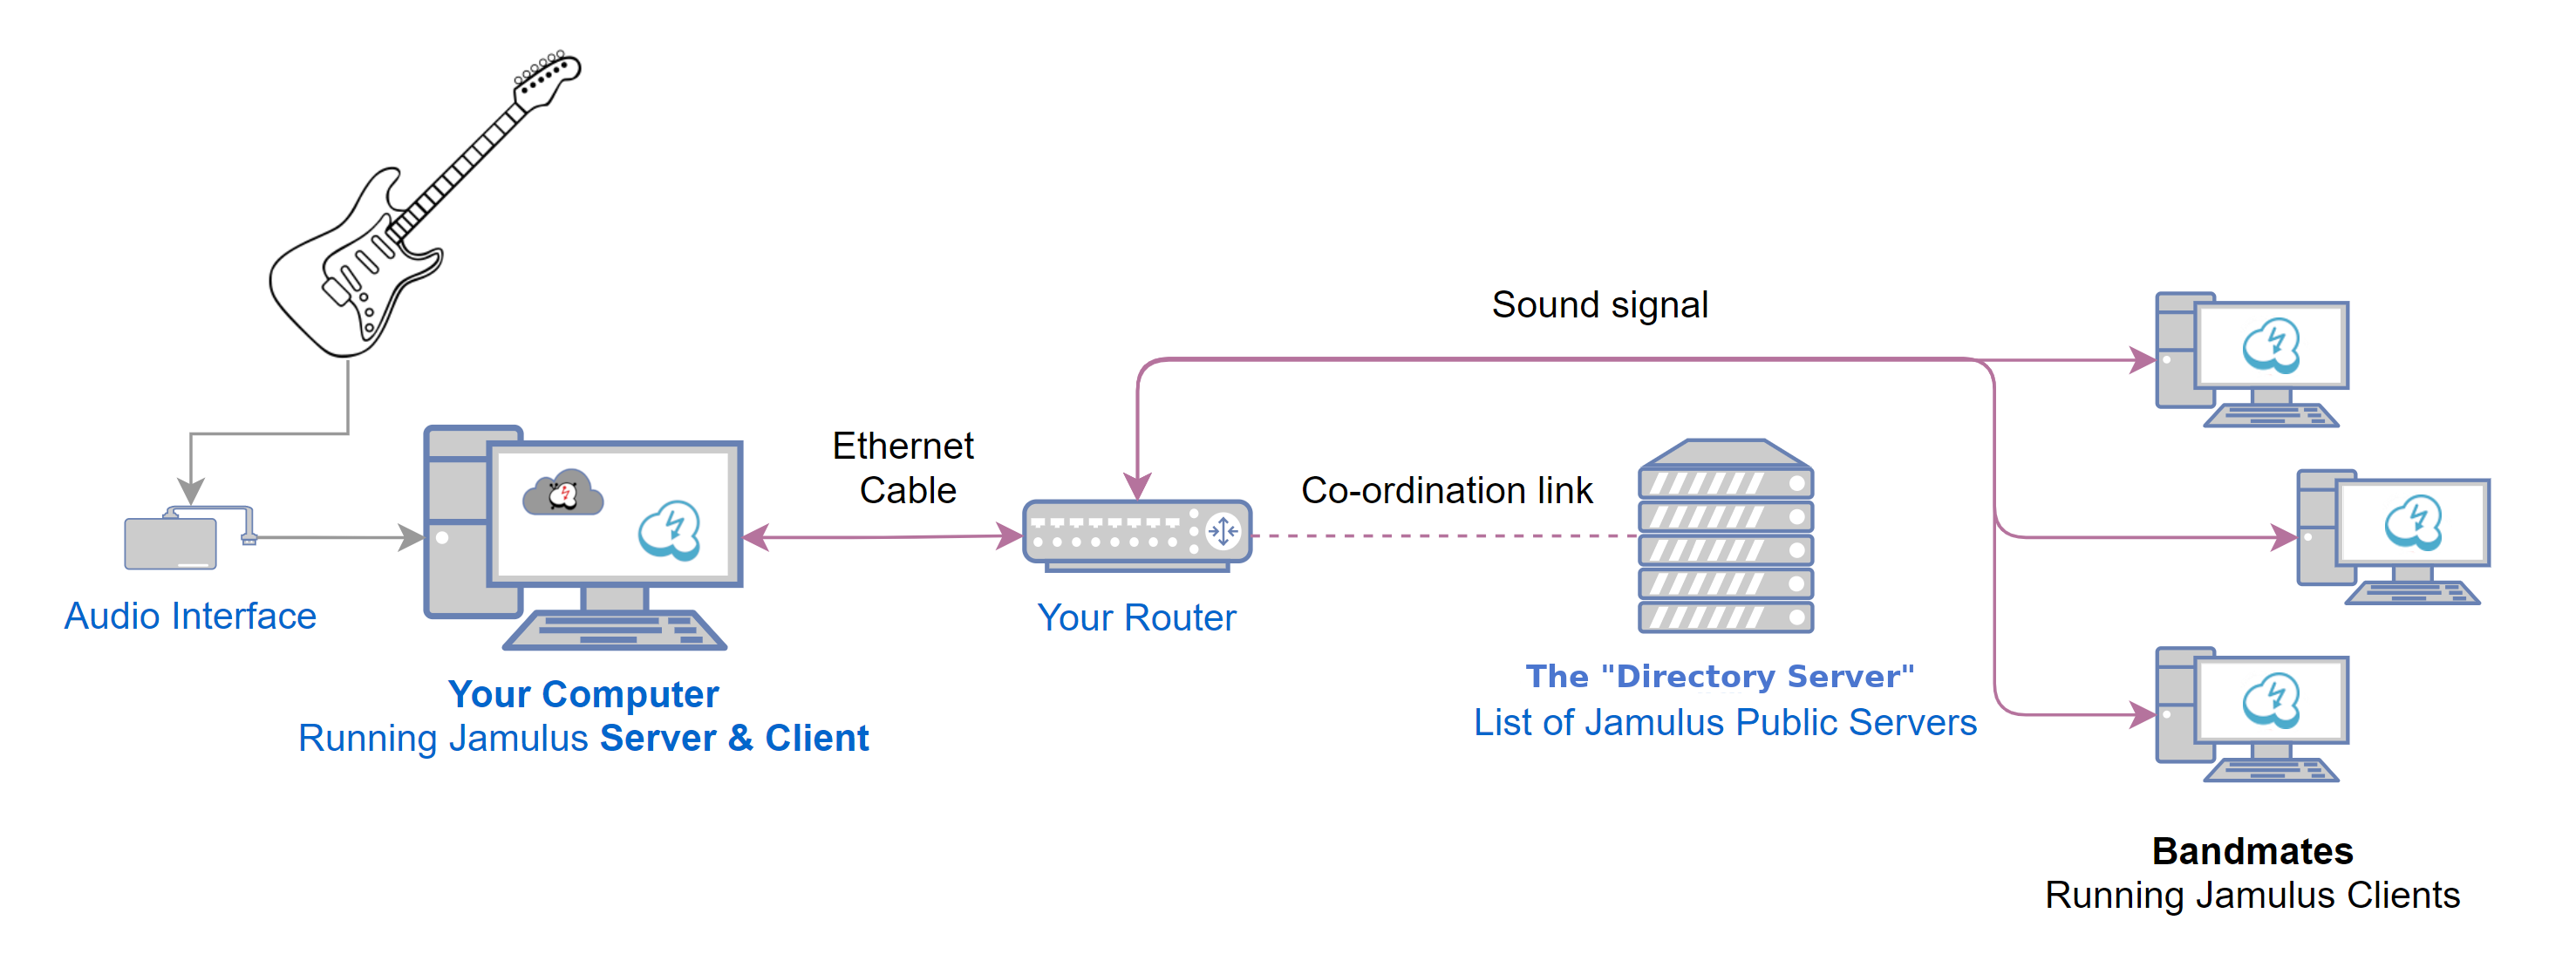 Sound signal
Ethernet
Cable
Co-ordination link
Audio Interface
Your Router
Your Computer
Running Jamulus Server & Client
The "Directory Server"
List of Jamulus Public Servers
Bandmates
Running Jamulus Clients